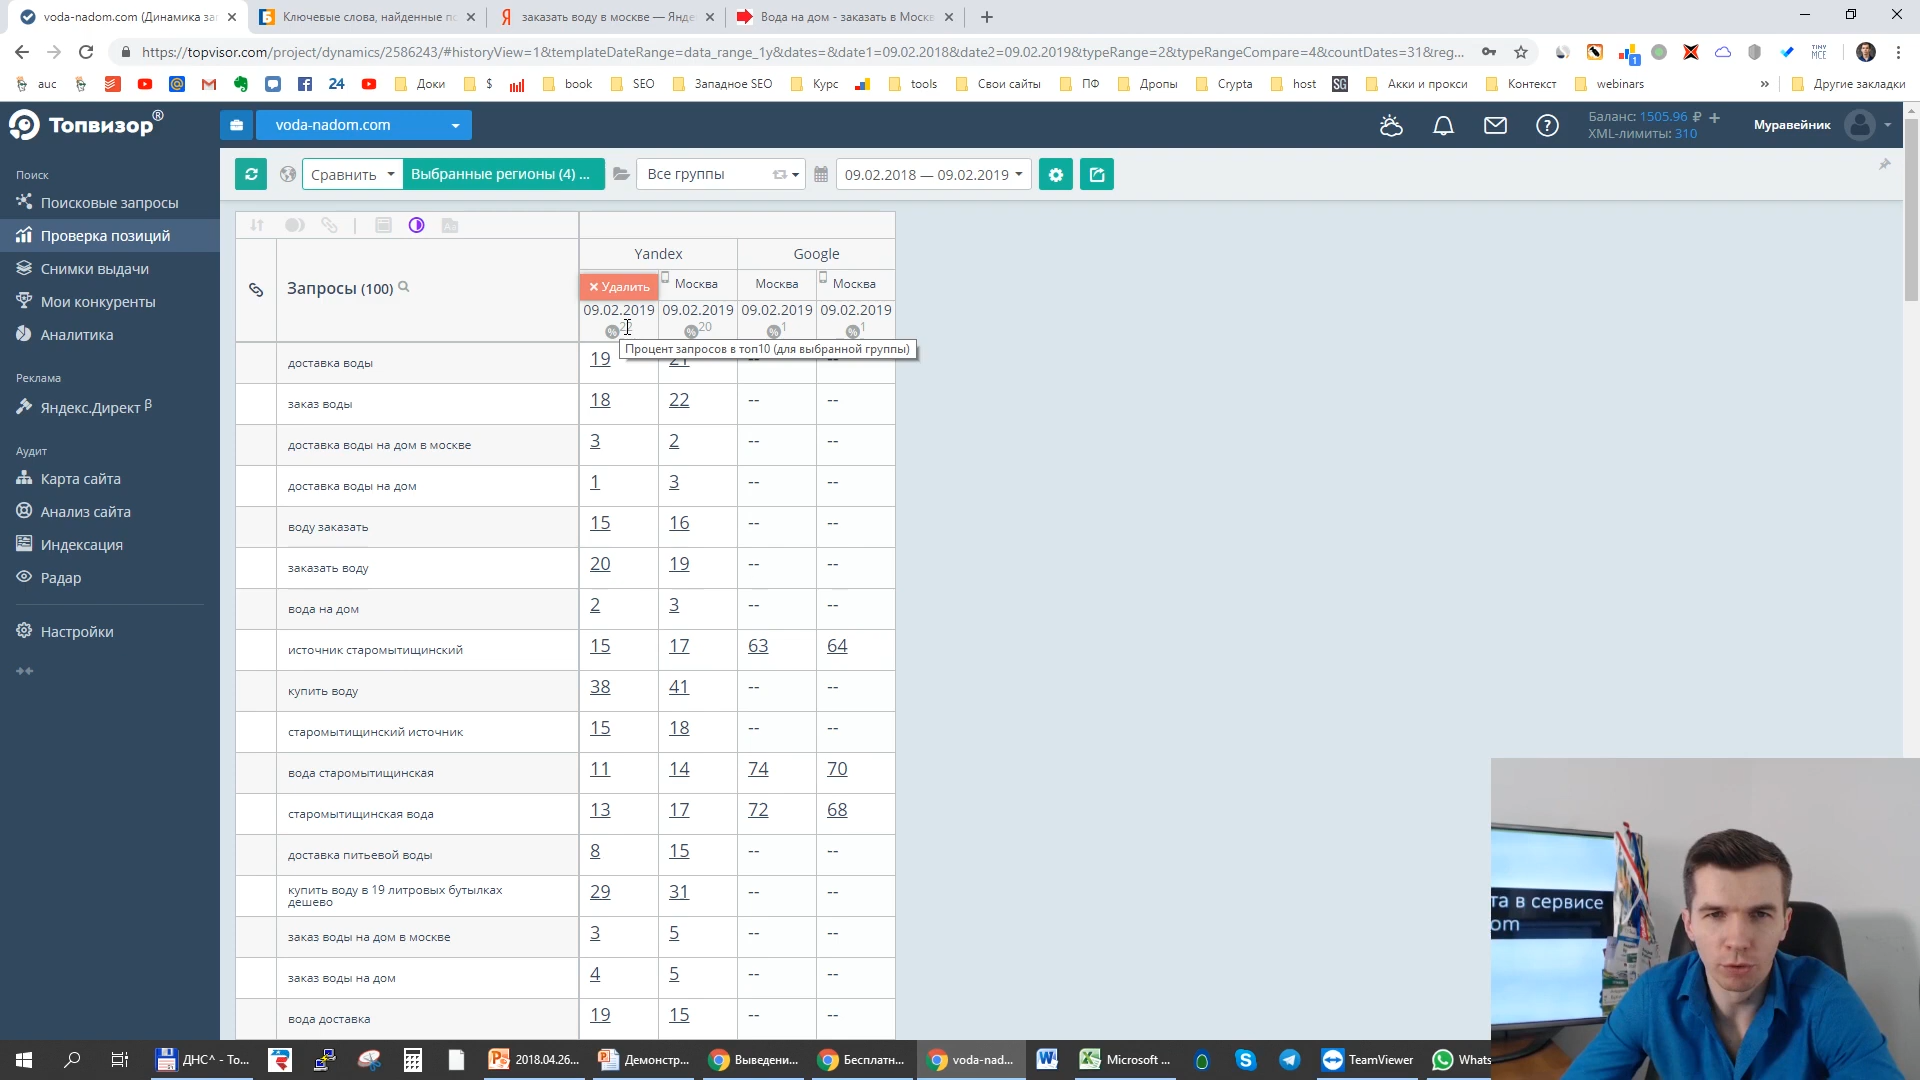 voda-nadom.com (Динамика за
Ключевые слова, найденные по
заказать воду в москве — Янде
Вода на дом - заказать в Моск
https://topvisor.com/project/dynamics/2586243/#historyView=1&templateDateRange=data_range_1y&dates=&date1=09.02.2018&date2=09.02.2019&typeRange=2&typeRangeCompare=4&countDates=31&reg...
TINY MCE
auc
24
Доки
$
book
SEO
Западное SEO
Курс
tools
Свои сайты
ПФ
Дропы
Crypta
host
SG
Акки и прокси
Контекст
webinars
»
Другие закладки
Топвизор®
voda-nadom.com
Баланс: 1505.96 ₽ +
XML-лимиты: 310
Муравейник
Сравнить
Выбранные регионы (4) ...
Все группы
09.02.2018 — 09.02.2019
Поиск
Поисковые запросы
Проверка позиций
Снимки выдачи
Мои конкуренты
Аналитика
Реклама
Яндекс.Директ β
Аудит
Карта сайта
Анализ сайта
Индексация
Радар
Настройки
Запросы (100)
Yandex Google
× Удалить Москва Москва Москва
09.02.2019 09.02.2019 09.02.2019 09.02.2019
% 22 % 20 % 1 % 1
Процент запросов в топ10 (для выбранной группы)
доставка воды 19 21 -- --
заказ воды 18 22 -- --
доставка воды на дом в москве 3 2 -- --
доставка воды на дом 1 3 -- --
воду заказать 15 16 -- --
заказать воду 20 19 -- --
вода на дом 2 3 -- --
источник старомытищинский 15 17 63 64
купить воду 38 41 -- --
старомытищинский источник 15 18 -- --
вода старомытищинская 11 14 74 70
старомытищинская вода 13 17 72 68
доставка питьевой воды 8 15 -- --
купить воду в 19 литровых бутылках
дешево 29 31 -- --
заказ воды на дом в москве 3 5 -- --
заказ воды на дом 4 5 -- --
вода доставка 19 15 -- --
та в сервисе
om
ДНС^ - To...
2018.04.26...
Демонстр...
Выведени...
Бесплатн...
voda-nad...
Microsoft ...
TeamViewer
Whats